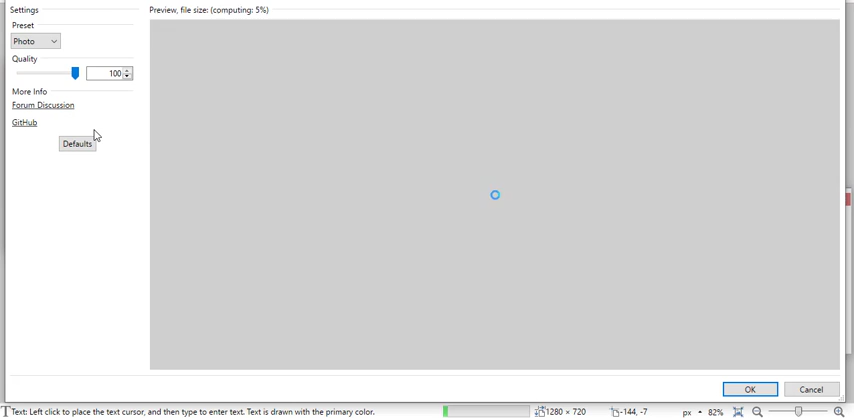 Settings
Preview, file size: (computing: 5%)
Preset
Photo
Quality
100
More Info
Forum Discussion
GitHub
Defaults
OK
Cancel
Text: Left click to place the text cursor, and then type to enter text. Text is drawn with the primary color.
1280 × 720
-144, -7
px
82%